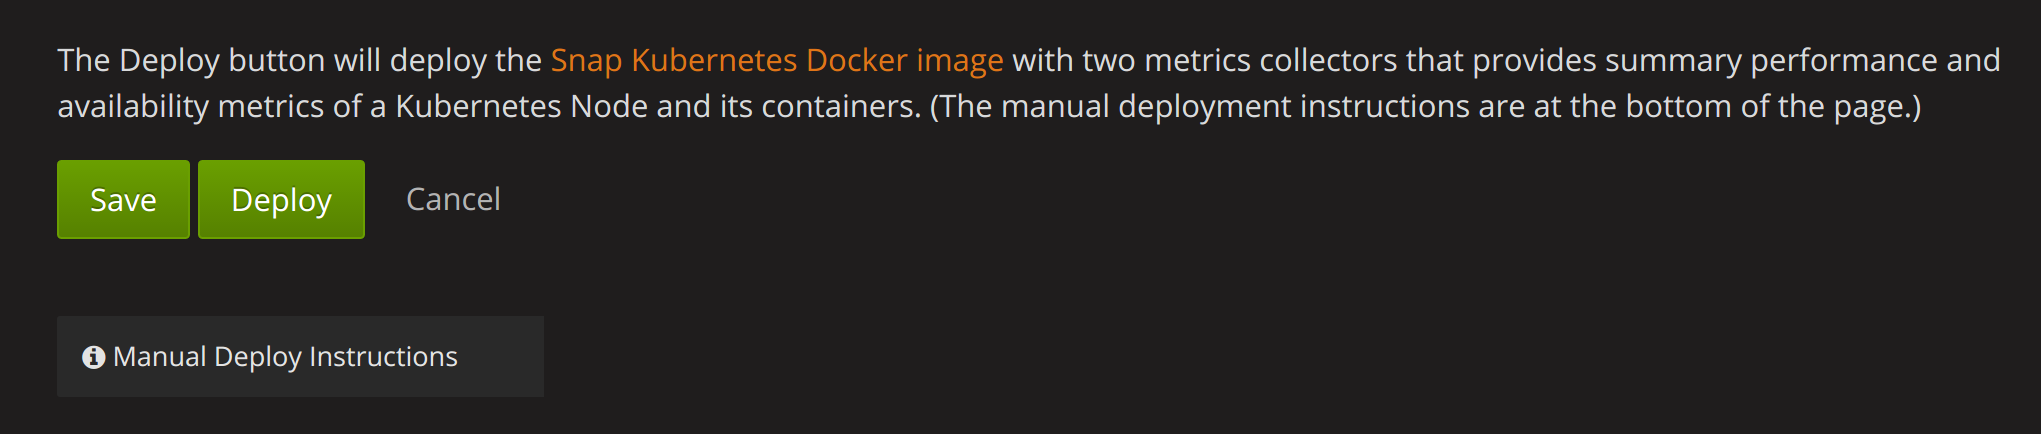 The Deploy button will deploy the Snap Kubernetes Docker image with two metrics collectors that provides summary performance and
availability metrics of a Kubernetes Node and its containers. (The manual deployment instructions are at the bottom of the page.)
Save Deploy Cancel
Manual Deploy Instructions